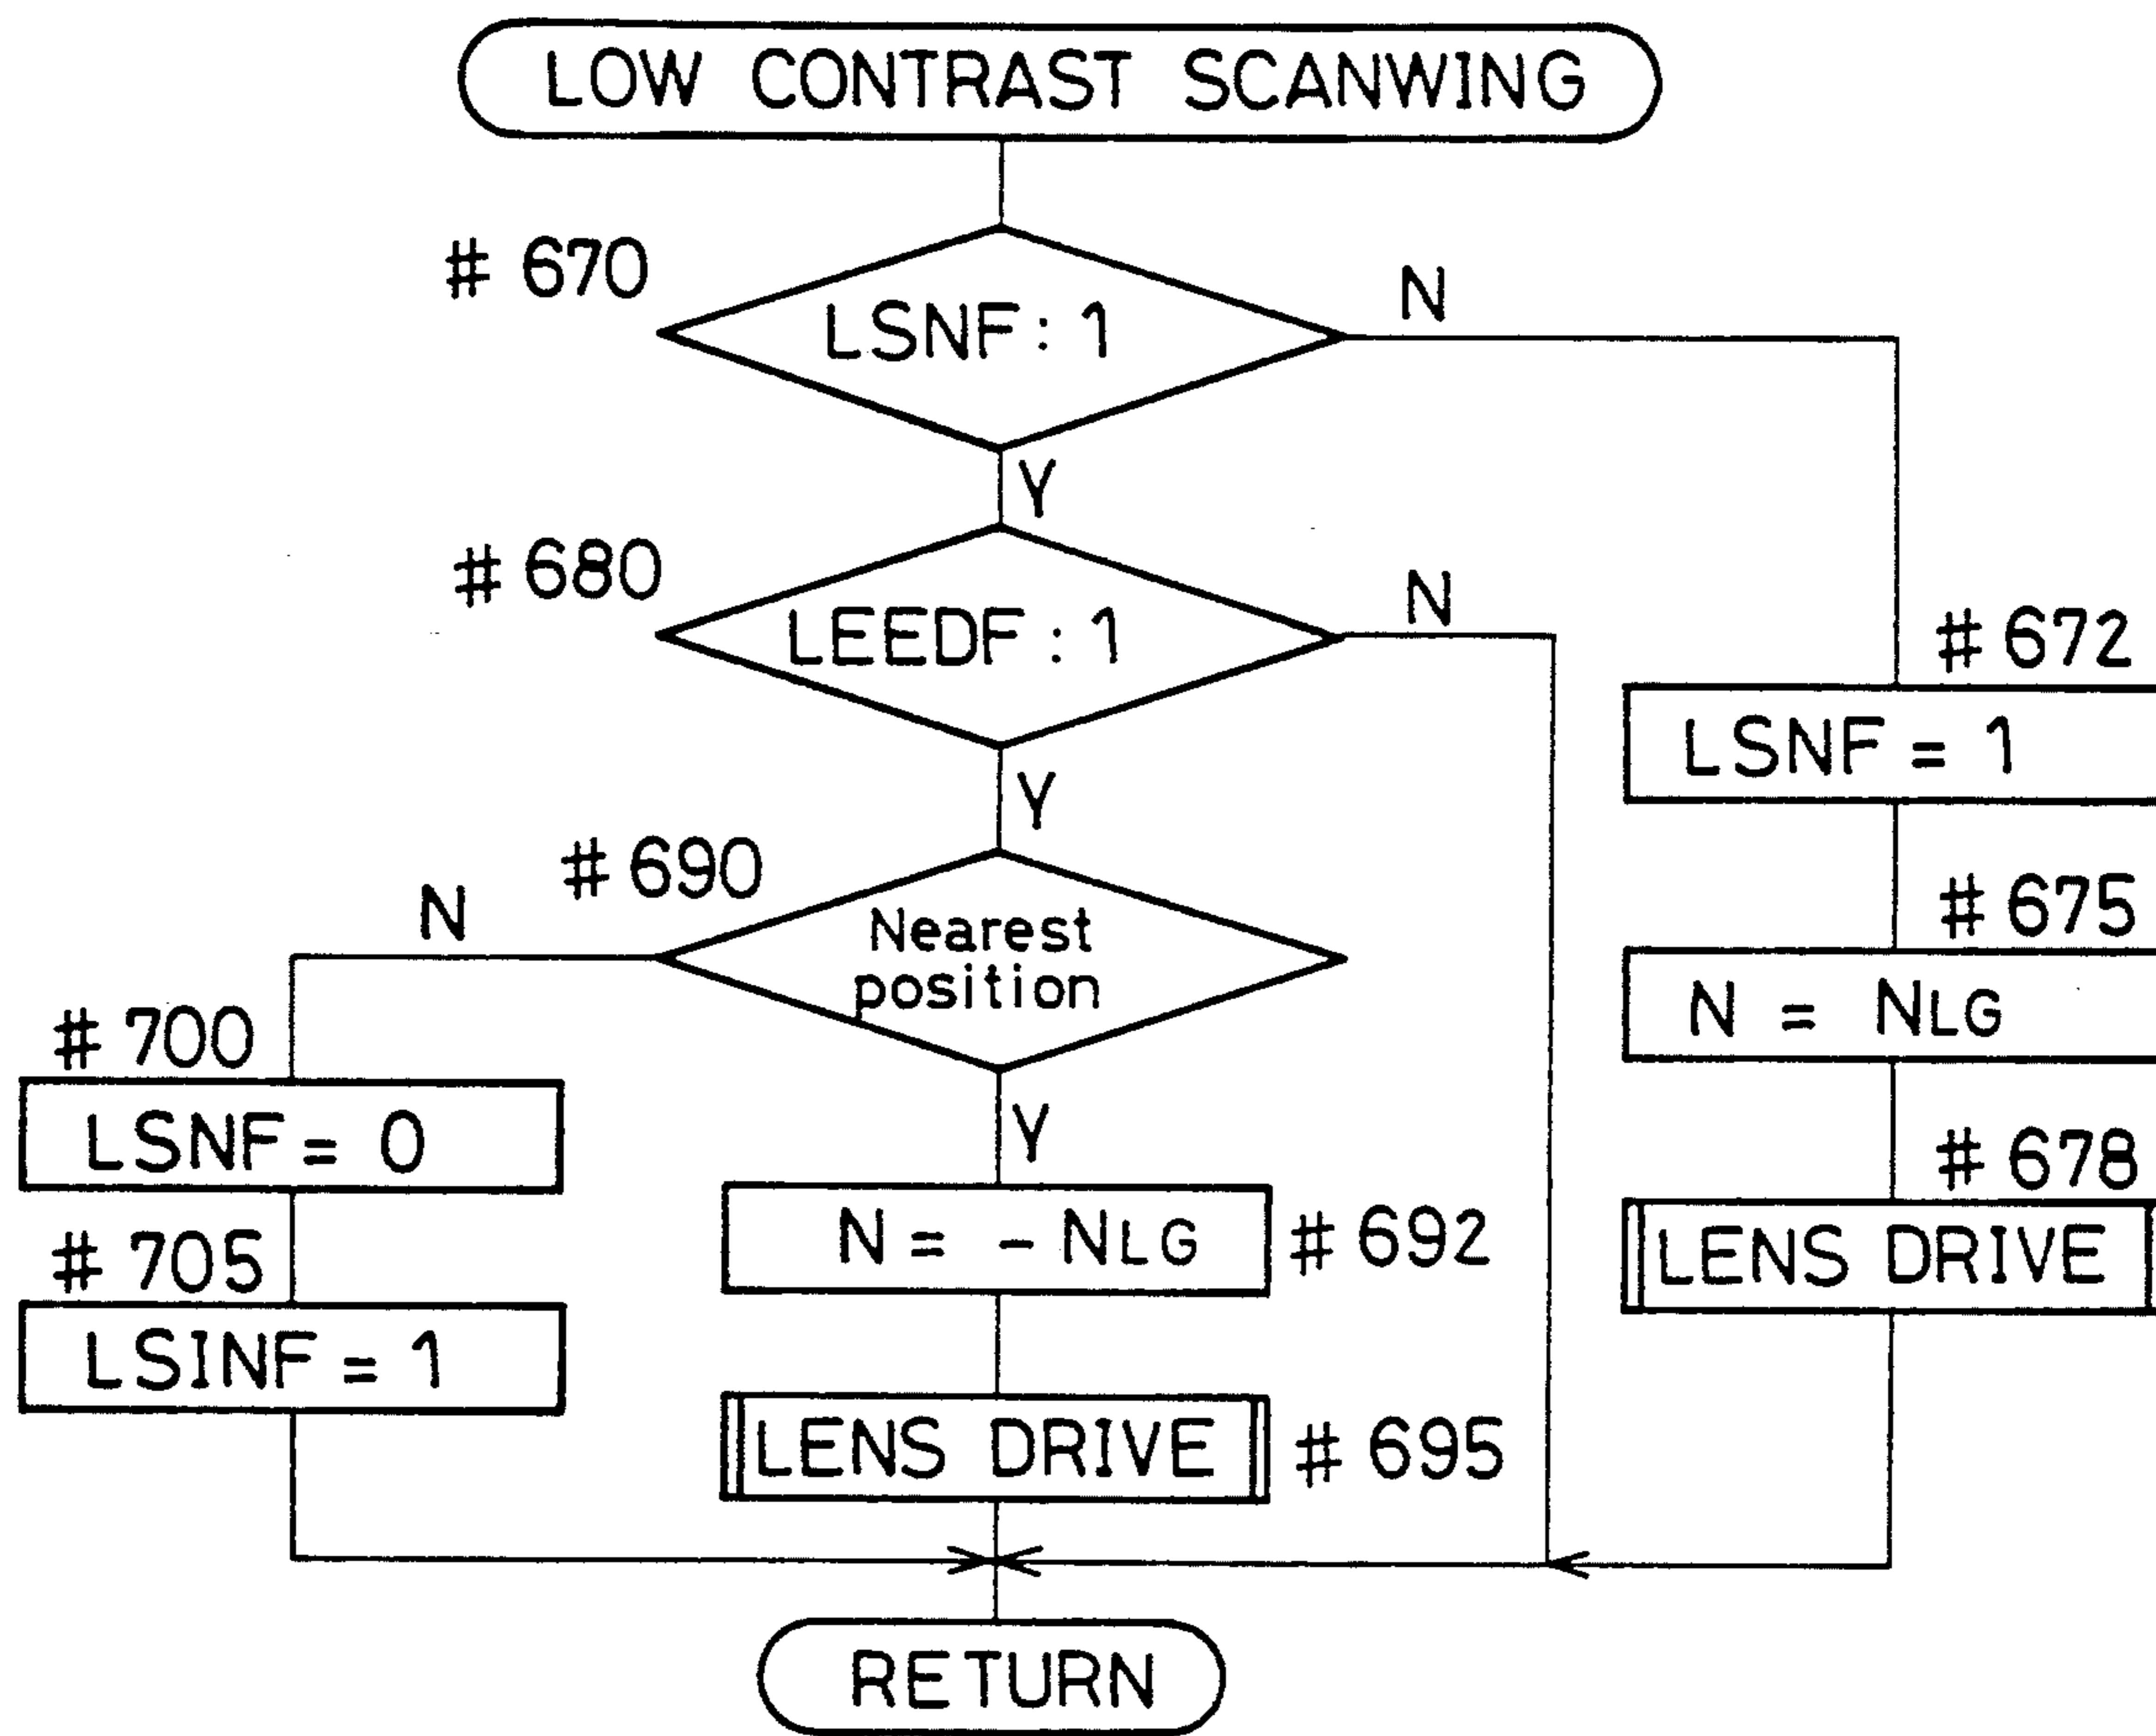 LOW CONTRAST SCANWING
# 670
LSNF : 1
N
Y
# 680
LEEDF : 1
N
Y
# 672
LSNF = 1
# 690
Nearest
position
N
Y
# 675
N = NLG
# 700
LSNF = 0
# 692
N = - NLG
# 678
LENS DRIVE
# 705
LSINF = 1
LENS DRIVE
# 695
RETURN